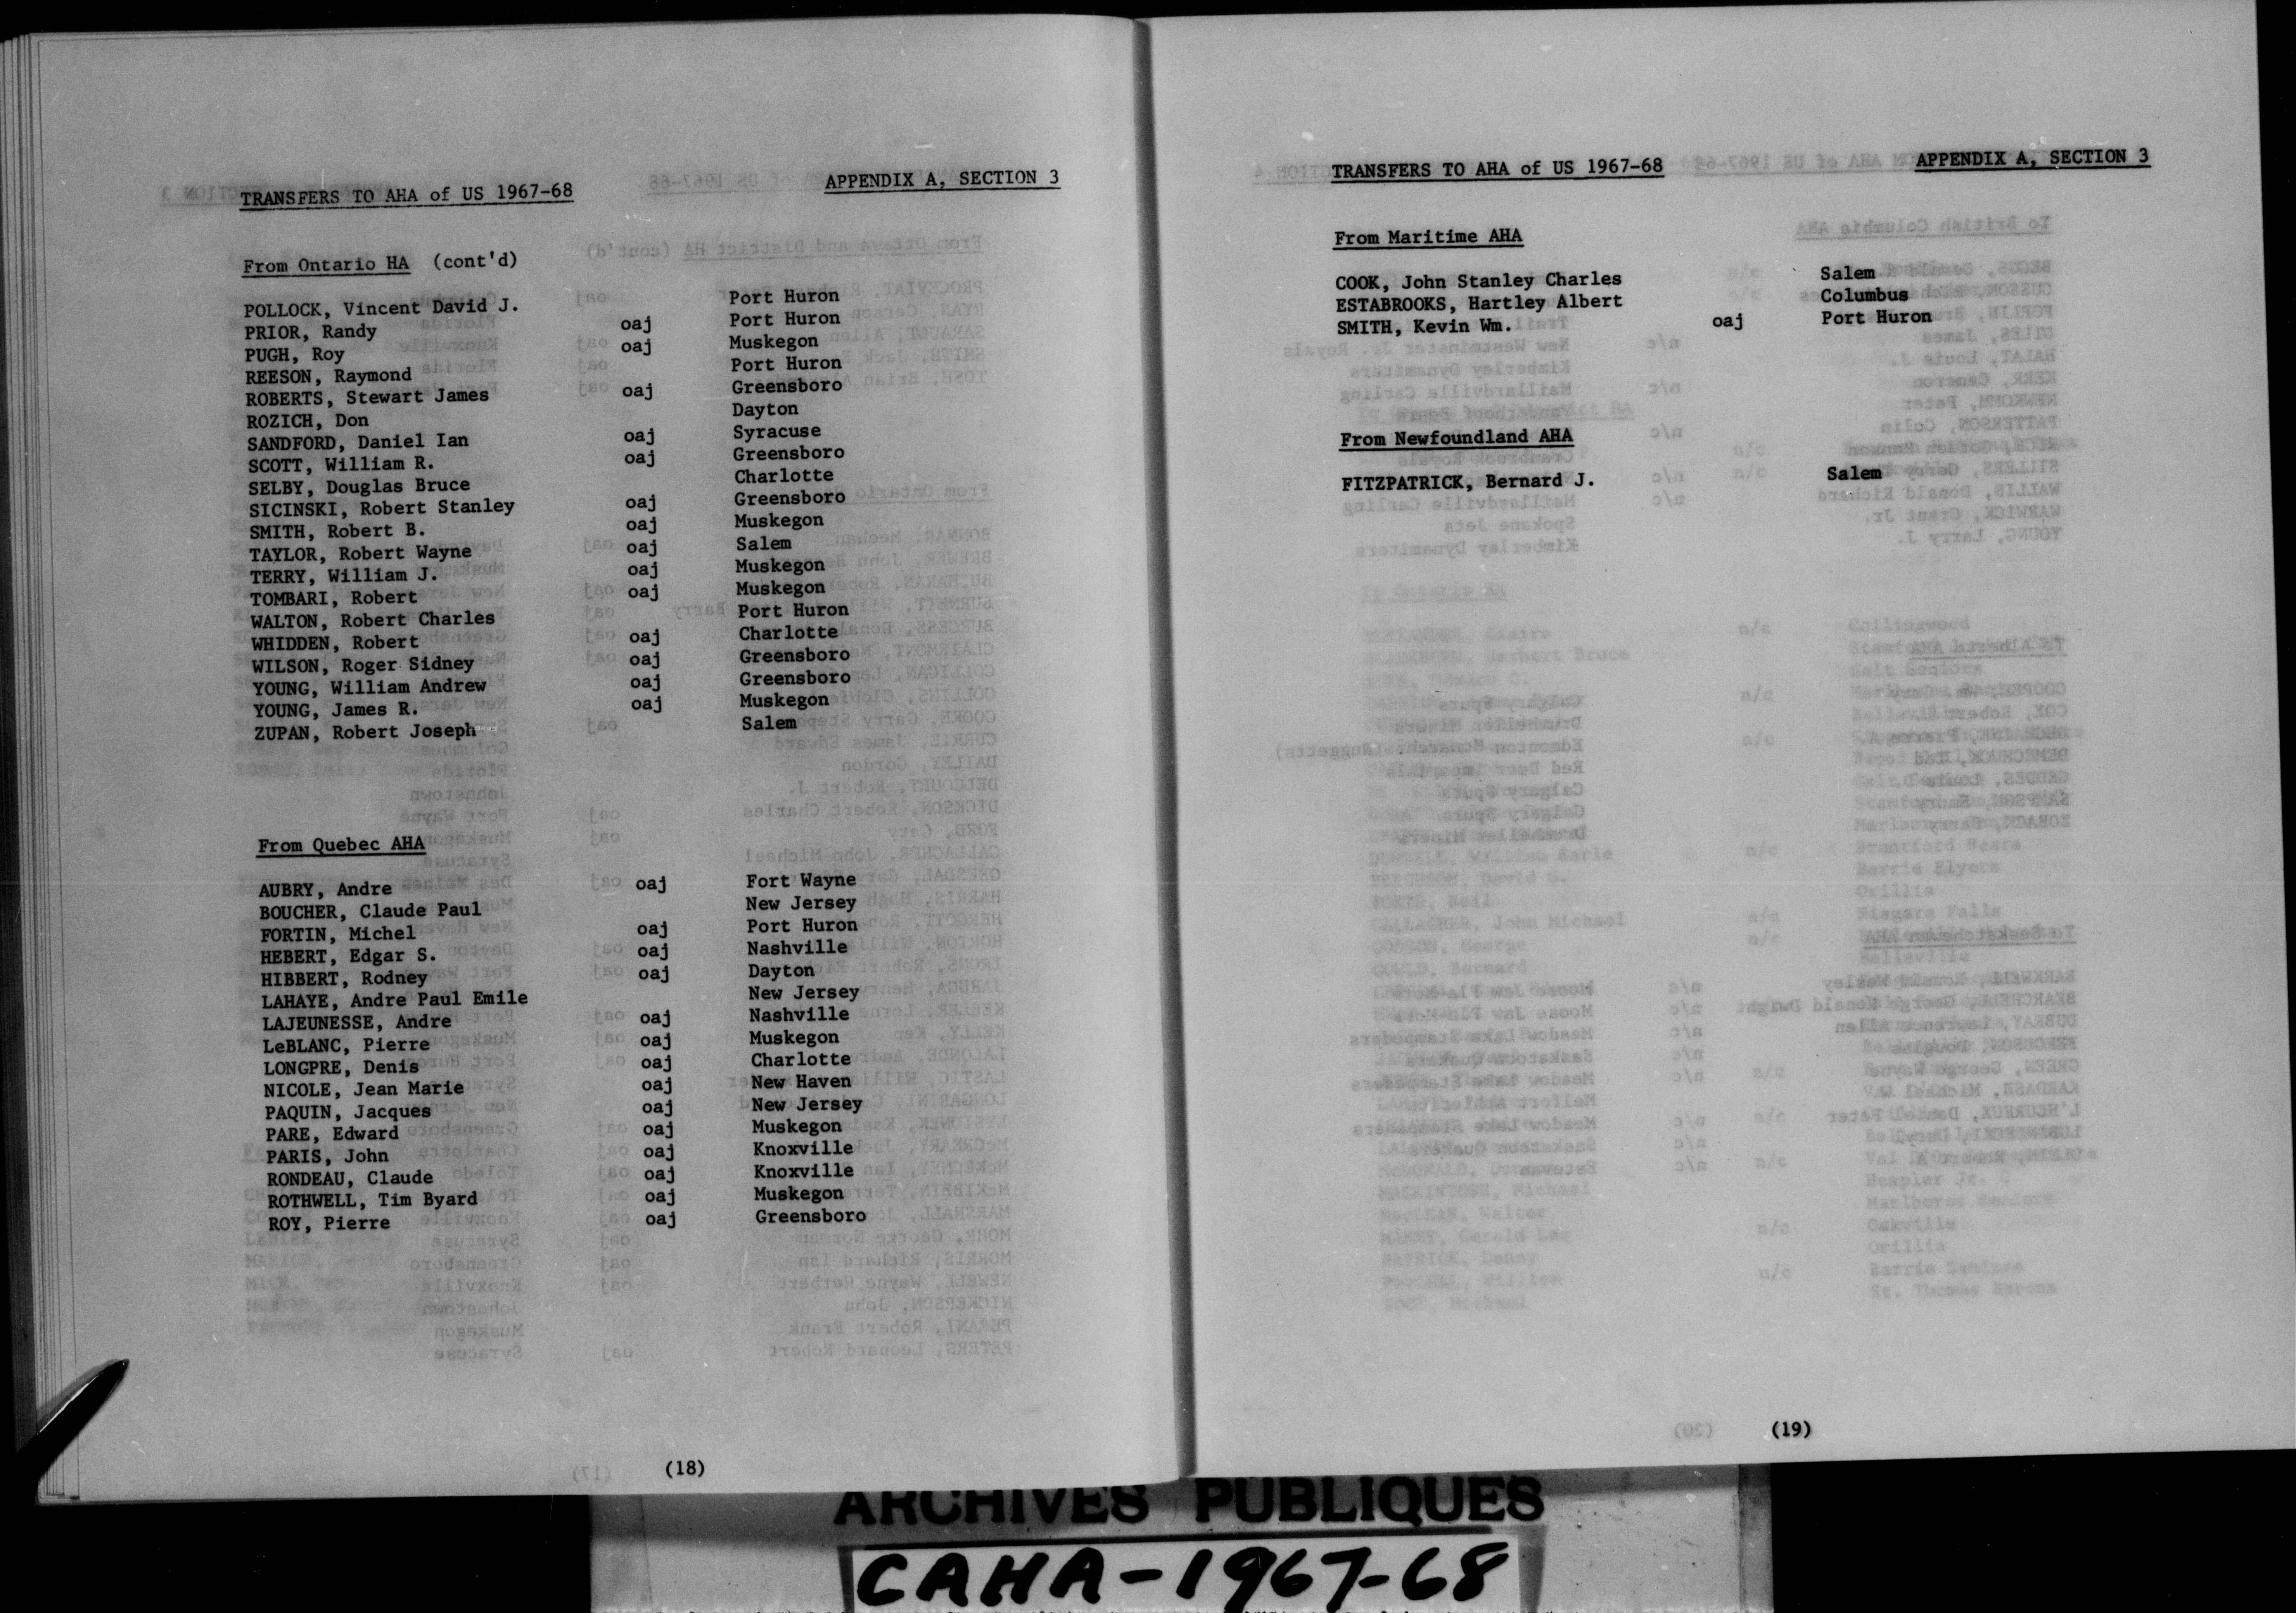 TRANSFERS TO AHA of US 1967-68 APPENDIX A, SECTION 3
From Ontario HA (cont'd)
POLLOCK, Vincent David J. Port Huron
PRIOR, Randy oaj Port Huron
PUGH, Roy oaj Muskegon
REESON, Raymond Port Huron
ROBERTS, Stewart James oaj Greensboro
ROZICH, Don Dayton
SANDFORD, Daniel Ian oaj Syracuse
SCOTT, William R. oaj Greensboro
SELBY, Douglas Bruce Charlotte
SICINSKI, Robert Stanley oaj Greensboro
SMITH, Robert B. oaj Muskegon
TAYLOR, Robert Wayne oaj Salem
TERRY, William J. oaj Muskegon
TOMBARI, Robert oaj Muskegon
WALTON, Robert Charles Port Huron
WHIDDEN, Robert oaj Charlotte
WILSON, Roger Sidney oaj Greensboro
YOUNG, William Andrew oaj Greensboro
YOUNG, James R. oaj Muskegon
ZUPAN, Robert Joseph Salem
From Quebec AHA
AUBRY, Andre oaj Fort Wayne
BOUCHER, Claude Paul New Jersey
FORTIN, Michel oaj Port Huron
HEBERT, Edgar S. oaj Nashville
HIBBERT, Rodney oaj Dayton
LAHAYE, Andre Paul Emile New Jersey
LAJEUNESSE, Andre oaj Nashville
LeBLANC, Pierre oaj Muskegon
LONGPRE, Denis oaj Charlotte
NICOLE, Jean Marie oaj New Haven
PAQUIN, Jacques oaj New Jersey
PARE, Edward oaj Muskegon
PARIS, John oaj Knoxville
RONDEAU, Claude oaj Knoxville
ROTHWELL, Tim Byard oaj Muskegon
ROY, Pierre oaj Greensboro
(18)
TRANSFERS TO AHA of US 1967-68 APPENDIX A, SECTION 3
From Maritime AHA
COOK, John Stanley Charles Salem
ESTABROOKS, Hartley Albert Columbus
SMITH, Kevin Wm. oaj Port Huron
From Newfoundland AHA
FITZPATRICK, Bernard J. Salem
(19)
ARCHIVES PUBLIQUES
CAHA-1967-68